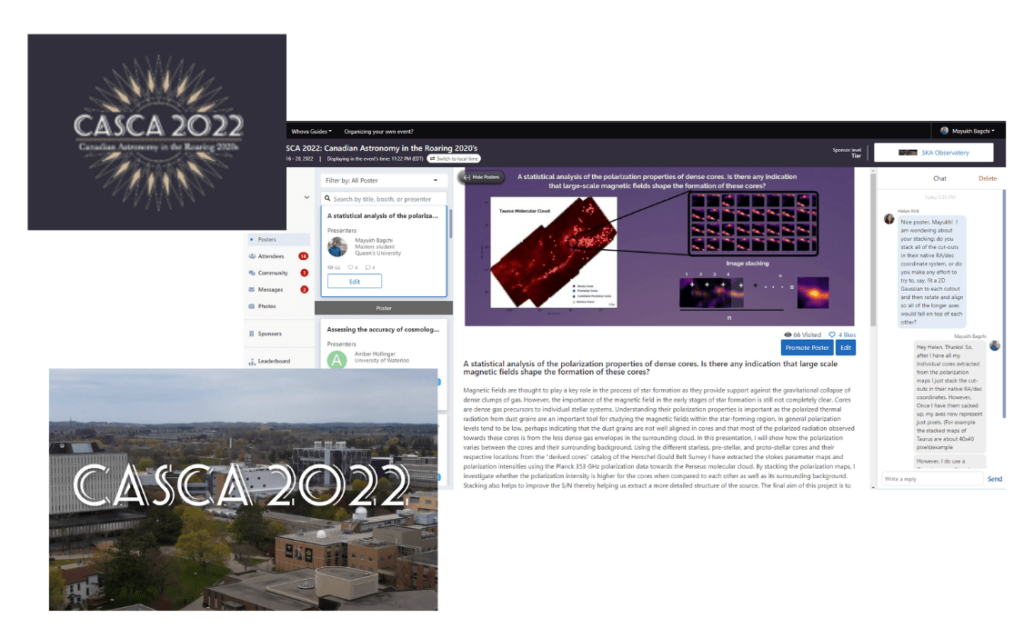 CASCA 2022
Canadian Astronomy in the Roaring 2020s
Whova Guides
Organizing your own event?
Mayukh Bagchi
SCA 2022: Canadian Astronomy in the Roaring 2020's
16 - 20, 2022 | Displaying in the event's time: 11:22 PM (EDT)
Switch to local time
Sponsor level
Tier
SKA Observatory
Posters
Attendees 14
Community
Messages
Photos
Sponsors
Leaderboard
Filter by: All Poster
Search by title, booth, or presenter
A statistical analysis of the polariza...
Presenters
Mayukh Bagchi
Masters student
Queen's University
Edit
Poster
Assessing the accuracy of cosmolog...
Presenters
A
Amber Hollinger
University of Waterloo
Hide Posters
A statistical analysis of the polarization properties of dense cores. Is there any indication
that large-scale magnetic fields shape the formation of these cores?
Taurus Molecular Cloud
Image stacking
n
66 Visited
4 likes
Promote Poster
Edit
A statistical analysis of the polarization properties of dense cores. Is there any indication that large scale
magnetic fields shape the formation of these cores?
Magnetic fields are thought to play a key role in the process of star formation as they provide support against the gravitational collapse of
dense clumps of gas. However, the importance of the magnetic field in the early stages of star formation is still not completely clear. Cores
are dense gas precursors to individual stellar systems. Understanding their polarization properties is important as the polarized thermal
radiation from dust grains are an important tool for studying the magnetic fields within the star-forming region. In general polarization
levels tend to be low, perhaps indicating that the dust grains are not well aligned in cores and that most of the polarized radiation observed
towards these cores is from the less dense gas envelopes in the surrounding cloud. In this presentation, I will show how the polarization
varies between the cores and their surrounding background. Using the different starless, pre-stellar, and proto-stellar cores and their
respective locations from the "derived cores" catalog of the Herschel Gould Belt Surrey I have extracted the stokes parameter maps and
polarization intensities using the Planck 353 GHz polarization data towards the Perseus molecular cloud. By stacking the polarization maps, I
investigate whether the polarization intensity is higher for the cores when compared to each other as well as its surrounding background.
Stacking also helps to improve the S/N thereby helping us extract a more detailed structure of the source. The final aim of this project is to
Chat
Delete
Helen Kirk
Nice poster, Mayukh! I
am wondering about
your stacking: do you
stack all of the cut-outs
in their native RA/dec
coordinate system, or do
you make any effort to
try to, say, fit a 2D
Gaussian to each cutout
and then rotate and align
so all of the longer axes
would fall on top of each
other?
Mayukh Bagchi
Hey Helen. Thanks! So,
after I have all my
individual cores extracted
from the polarization
maps I just stack the cut-
outs in their native RA/dec
coordinates. However,
Once I have them sacked
up, my axes now represent
just pixels. (For example
the stacked maps of
Taurus are about 40x40
pixels)example
However, I do use a
Write a reply
Send
CASCA 2022